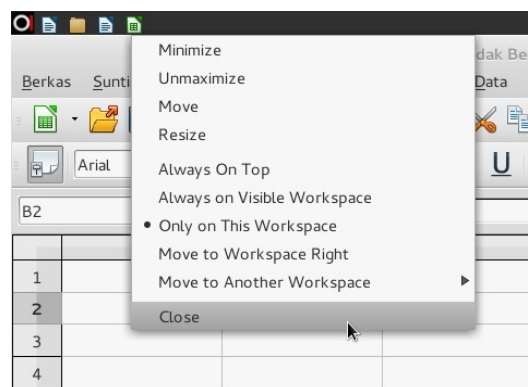 Minimize
Unmaximize
Move
Resize
Always On Top
Always on Visible Workspace
Only on This Workspace
Move to Workspace Right
Move to Another Workspace
Close
dak Be
Berkas Sunti Data
Arial U
B2
1
2
3
4